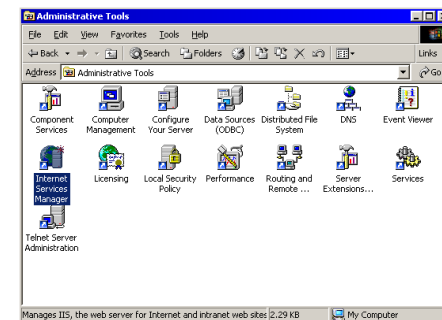 Administrative Tools
File Edit View Favorites Tools Help
Back Search Folders Links
Address Administrative Tools Go
Component Services
Computer Management
Configure Your Server
Data Sources (ODBC)
Distributed File System
DNS
Event Viewer
Internet Services Manager
Licensing
Local Security Policy
Performance
Routing and Remote ...
Server Extensions...
Services
Telnet Server Administration
Manages IIS, the web server for Internet and intranet web sites 2.29 KB My Computer